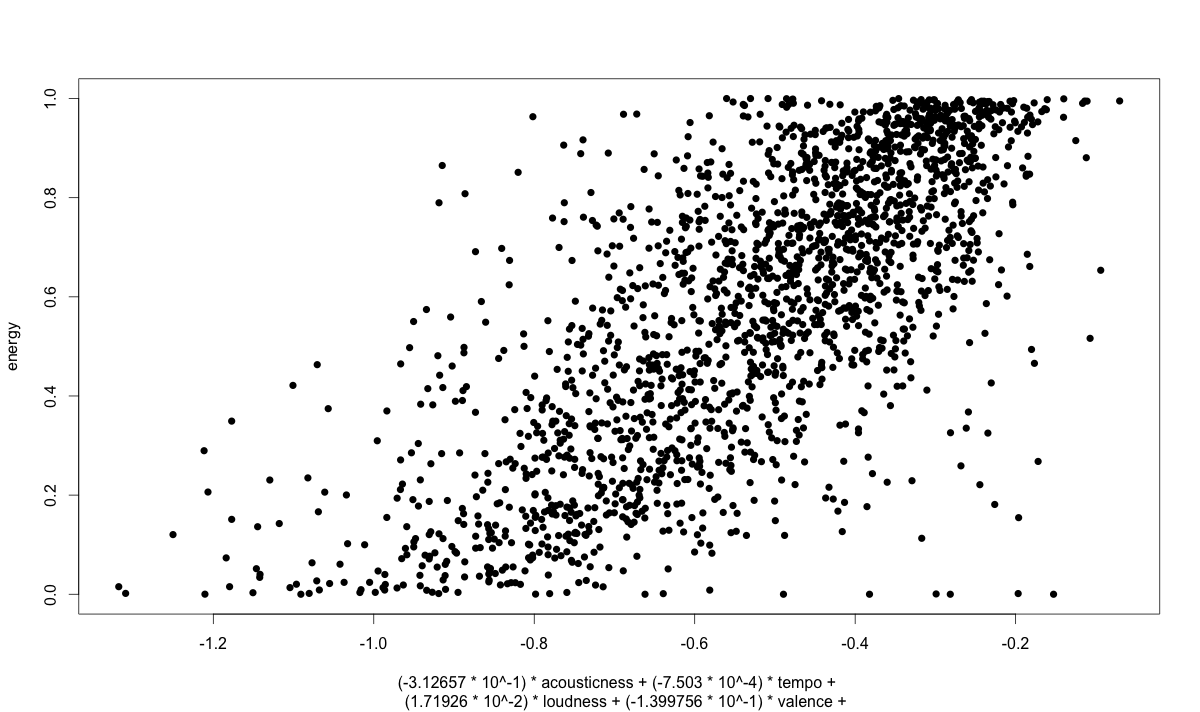 1.0
0.8
0.6
0.4
0.2
0.0
energy
-1.2 -1.0 -0.8 -0.6 -0.4 -0.2
(-3.12657 * 10^-1) * acousticness + (-7.503 * 10^-4) * tempo +
(1.71926 * 10^-2) * loudness + (-1.399756 * 10^-1) * valence +